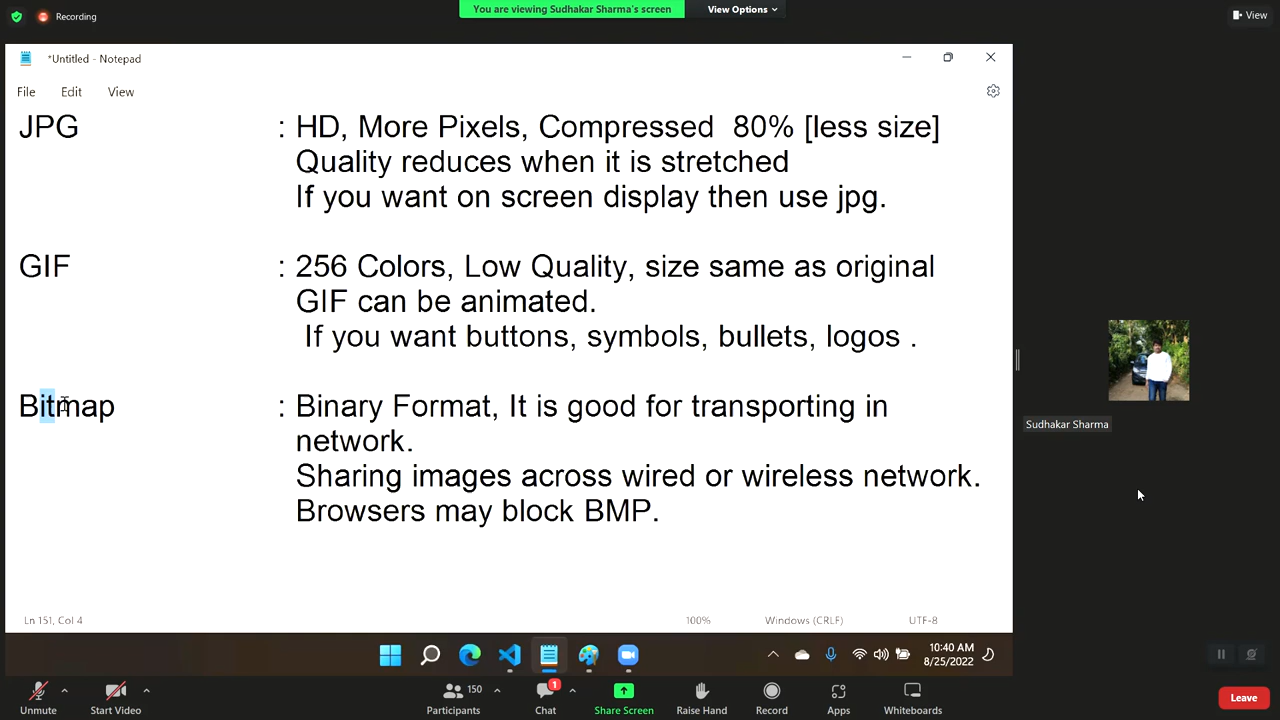 Recording
You are viewing Sudhakar Sharma's screen
View Options
View
*Untitled - Notepad
File Edit View
JPG : HD, More Pixels, Compressed 80% [less size]
Quality reduces when it is stretched
If you want on screen display then use jpg.
GIF : 256 Colors, Low Quality, size same as original
GIF can be animated.
If you want buttons, symbols, bullets, logos .
Bitmap : Binary Format, It is good for transporting in
network.
Sharing images across wired or wireless network.
Browsers may block BMP.
Sudhakar Sharma
Ln 151, Col 4 100% Windows (CRLF) UTF-8
10:40 AM
8/25/2022
150 1
Unmute Start Video Participants Chat Share Screen Raise Hand Record Apps Whiteboards Leave